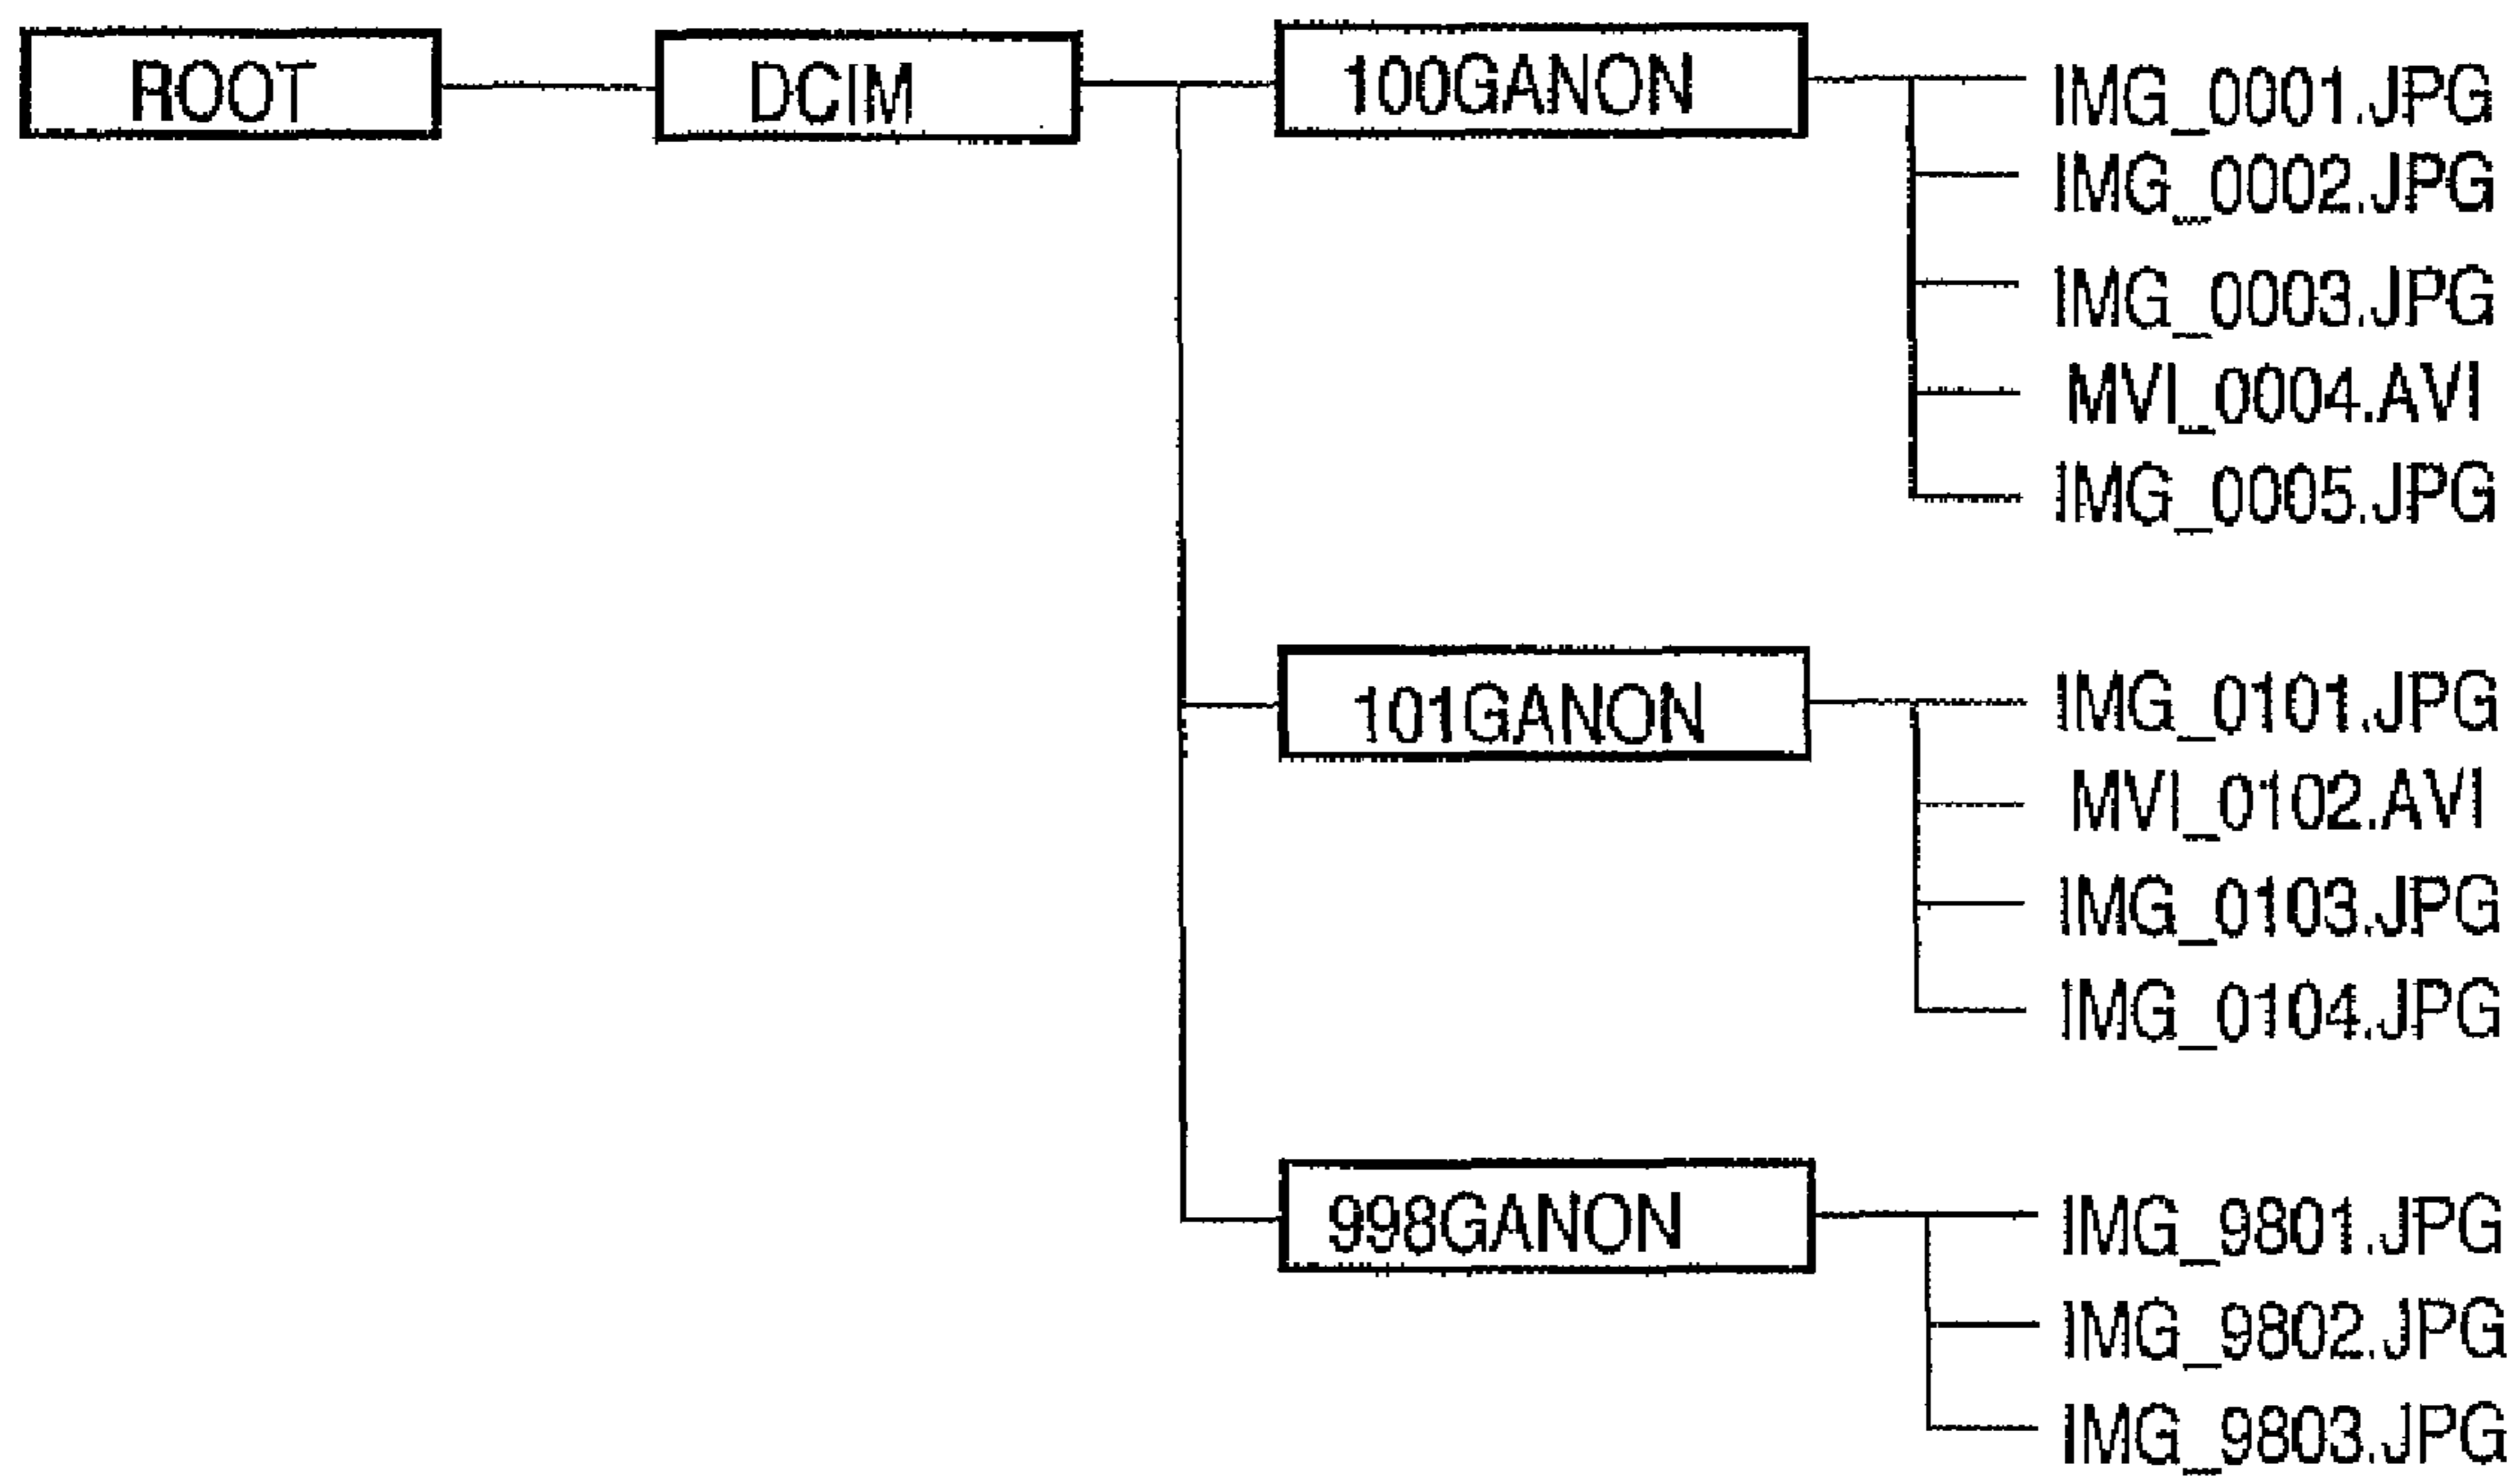 ROOT
DCIM
100GANON
IMG_0001.JPG
IMG_0002.JPG
IMG_0003.JPG
MVI_0004.AVI
IMG_0005.JPG
101GANON
IMG_0101.JPG
MVI_0102.AVI
IMG_0103.JPG
IMG_0104.JPG
998GANON
IMG_9801.JPG
IMG_9802.JPG
IMG_9803.JPG